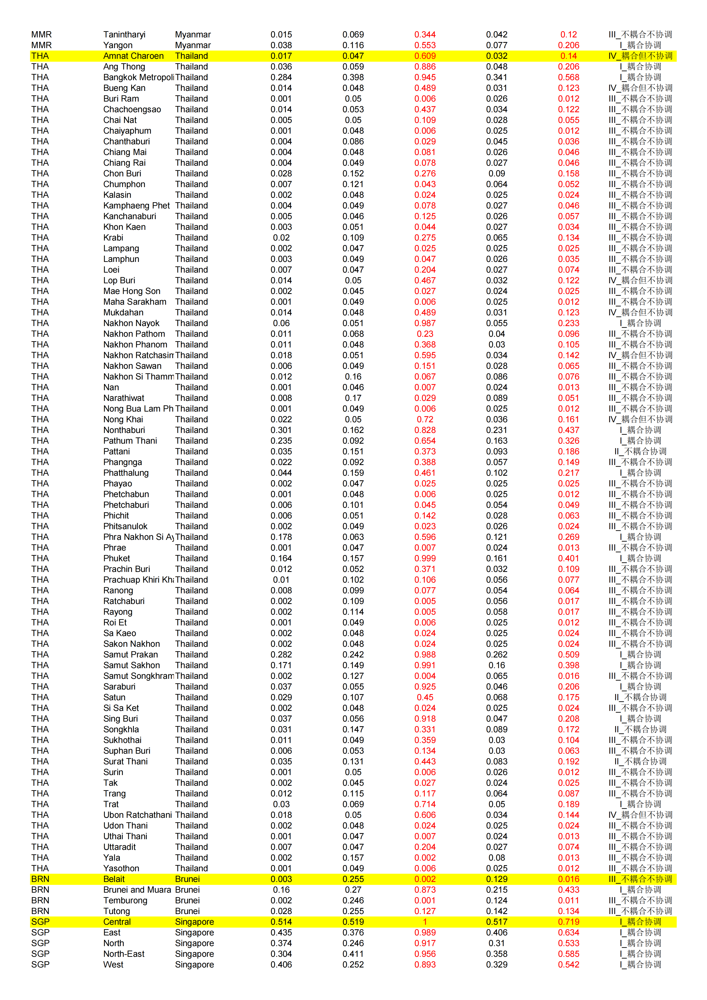 MMR Tanintharyi Myanmar 0.015 0.069 0.344 0.042 0.12 III_不耦合不协调
MMR Yangon Myanmar 0.038 0.116 0.553 0.077 0.206 I_耦合协调
THA Amnat Charoen Thailand 0.017 0.047 0.609 0.032 0.14 IV_耦合但不协调
THA Ang Thong Thailand 0.036 0.059 0.886 0.048 0.206 I_耦合协调
THA Bangkok Metropoli Thailand 0.284 0.398 0.945 0.341 0.568 I_耦合协调
THA Bueng Kan Thailand 0.014 0.048 0.489 0.031 0.123 IV_耦合但不协调
THA Buri Ram Thailand 0.001 0.05 0.006 0.026 0.012 III_不耦合不协调
THA Chachoengsao Thailand 0.014 0.053 0.437 0.034 0.122 III_不耦合不协调
THA Chai Nat Thailand 0.005 0.05 0.109 0.028 0.055 III_不耦合不协调
THA Chaiyaphum Thailand 0.001 0.048 0.006 0.025 0.012 III_不耦合不协调
THA Chanthaburi Thailand 0.004 0.086 0.029 0.045 0.036 III_不耦合不协调
THA Chiang Mai Thailand 0.004 0.048 0.081 0.026 0.046 III_不耦合不协调
THA Chiang Rai Thailand 0.004 0.049 0.078 0.027 0.046 III_不耦合不协调
THA Chon Buri Thailand 0.028 0.152 0.276 0.09 0.158 III_不耦合不协调
THA Chumphon Thailand 0.007 0.121 0.043 0.064 0.052 III_不耦合不协调
THA Kalasin Thailand 0.002 0.048 0.024 0.025 0.024 III_不耦合不协调
THA Kamphaeng Phet Thailand 0.004 0.049 0.078 0.027 0.046 III_不耦合不协调
THA Kanchanaburi Thailand 0.005 0.046 0.125 0.026 0.057 III_不耦合不协调
THA Khon Kaen Thailand 0.003 0.051 0.044 0.027 0.034 III_不耦合不协调
THA Krabi Thailand 0.02 0.109 0.275 0.065 0.134 III_不耦合不协调
THA Lampang Thailand 0.002 0.047 0.025 0.025 0.025 III_不耦合不协调
THA Lamphun Thailand 0.003 0.049 0.047 0.026 0.035 III_不耦合不协调
THA Loei Thailand 0.007 0.047 0.204 0.027 0.074 III_不耦合不协调
THA Lop Buri Thailand 0.014 0.05 0.467 0.032 0.122 IV_耦合但不协调
THA Mae Hong Son Thailand 0.002 0.045 0.027 0.024 0.025 III_不耦合不协调
THA Maha Sarakham Thailand 0.001 0.049 0.006 0.025 0.012 III_不耦合不协调
THA Mukdahan Thailand 0.014 0.048 0.489 0.031 0.123 IV_耦合但不协调
THA Nakhon Nayok Thailand 0.06 0.051 0.987 0.055 0.233 I_耦合协调
THA Nakhon Pathom Thailand 0.011 0.068 0.23 0.04 0.096 III_不耦合不协调
THA Nakhon Phanom Thailand 0.011 0.048 0.368 0.03 0.105 III_不耦合不协调
THA Nakhon Ratchasim Thailand 0.018 0.051 0.595 0.034 0.142 IV_耦合但不协调
THA Nakhon Sawan Thailand 0.006 0.049 0.151 0.028 0.065 III_不耦合不协调
THA Nakhon Si Thamm Thailand 0.012 0.16 0.067 0.086 0.076 III_不耦合不协调
THA Nan Thailand 0.001 0.046 0.007 0.024 0.013 III_不耦合不协调
THA Narathiwat Thailand 0.008 0.17 0.029 0.089 0.051 III_不耦合不协调
THA Nong Bua Lam Ph Thailand 0.001 0.049 0.006 0.025 0.012 III_不耦合不协调
THA Nong Khai Thailand 0.022 0.05 0.72 0.036 0.161 IV_耦合但不协调
THA Nonthaburi Thailand 0.301 0.162 0.828 0.231 0.437 I_耦合协调
THA Pathum Thani Thailand 0.235 0.092 0.654 0.163 0.326 I_耦合协调
THA Pattani Thailand 0.035 0.151 0.373 0.093 0.186 II_不耦合协调
THA Phangnga Thailand 0.022 0.092 0.388 0.057 0.149 III_不耦合不协调
THA Phatthalung Thailand 0.044 0.159 0.461 0.102 0.217 I_耦合协调
THA Phayao Thailand 0.002 0.047 0.025 0.025 0.025 III_不耦合不协调
THA Phetchabun Thailand 0.001 0.048 0.006 0.025 0.012 III_不耦合不协调
THA Phetchaburi Thailand 0.006 0.101 0.045 0.054 0.049 III_不耦合不协调
THA Phichit Thailand 0.006 0.051 0.142 0.028 0.063 III_不耦合不协调
THA Phitsanulok Thailand 0.002 0.049 0.023 0.026 0.024 III_不耦合不协调
THA Phra Nakhon Si Ay Thailand 0.178 0.063 0.596 0.121 0.269 I_耦合协调
THA Phrae Thailand 0.001 0.047 0.007 0.024 0.013 III_不耦合不协调
THA Phuket Thailand 0.164 0.157 0.999 0.161 0.401 I_耦合协调
THA Prachin Buri Thailand 0.012 0.052 0.371 0.032 0.109 III_不耦合不协调
THA Prachuap Khiri Kha Thailand 0.01 0.102 0.106 0.056 0.077 III_不耦合不协调
THA Ranong Thailand 0.008 0.099 0.077 0.054 0.064 III_不耦合不协调
THA Ratchaburi Thailand 0.002 0.109 0.005 0.056 0.017 III_不耦合不协调
THA Rayong Thailand 0.002 0.114 0.005 0.058 0.017 III_不耦合不协调
THA Roi Et Thailand 0.001 0.049 0.006 0.025 0.012 III_不耦合不协调
THA Sa Kaeo Thailand 0.002 0.048 0.024 0.025 0.024 III_不耦合不协调
THA Sakon Nakhon Thailand 0.002 0.048 0.024 0.025 0.024 III_不耦合不协调
THA Samut Prakan Thailand 0.282 0.242 0.988 0.262 0.509 I_耦合协调
THA Samut Sakhon Thailand 0.171 0.149 0.991 0.16 0.398 I_耦合协调
THA Samut Songkhram Thailand 0.002 0.127 0.004 0.065 0.016 III_不耦合不协调
THA Saraburi Thailand 0.037 0.055 0.925 0.046 0.206 I_耦合协调
THA Satun Thailand 0.029 0.107 0.45 0.068 0.175 II_不耦合协调
THA Si Sa Ket Thailand 0.002 0.048 0.024 0.025 0.024 III_不耦合不协调
THA Sing Buri Thailand 0.037 0.056 0.918 0.047 0.208 I_耦合协调
THA Songkhla Thailand 0.031 0.147 0.331 0.089 0.172 II_不耦合协调
THA Sukhothai Thailand 0.011 0.049 0.359 0.03 0.104 III_不耦合不协调
THA Suphan Buri Thailand 0.006 0.053 0.134 0.03 0.063 III_不耦合不协调
THA Surat Thani Thailand 0.035 0.131 0.443 0.083 0.192 II_不耦合协调
THA Surin Thailand 0.001 0.05 0.006 0.026 0.012 III_不耦合不协调
THA Tak Thailand 0.002 0.045 0.027 0.024 0.025 III_不耦合不协调
THA Trang Thailand 0.012 0.115 0.117 0.064 0.087 III_不耦合不协调
THA Trat Thailand 0.03 0.069 0.714 0.05 0.189 I_耦合协调
THA Ubon Ratchathani Thailand 0.018 0.05 0.606 0.034 0.144 IV_耦合但不协调
THA Udon Thani Thailand 0.002 0.048 0.024 0.025 0.024 III_不耦合不协调
THA Uthai Thani Thailand 0.001 0.047 0.007 0.024 0.013 III_不耦合不协调
THA Uttaradit Thailand 0.007 0.047 0.204 0.027 0.074 III_不耦合不协调
THA Yala Thailand 0.002 0.157 0.002 0.08 0.013 III_不耦合不协调
THA Yasothon Thailand 0.001 0.049 0.006 0.025 0.012 III_不耦合不协调
BRN Belait Brunei 0.003 0.255 0.002 0.129 0.016 III_不耦合不协调
BRN Brunei and Muara Brunei 0.16 0.27 0.873 0.215 0.433 I_耦合协调
BRN Temburong Brunei 0.002 0.246 0.001 0.124 0.011 III_不耦合不协调
BRN Tutong Brunei 0.028 0.255 0.127 0.142 0.134 III_不耦合不协调
SGP Central Singapore 0.514 0.519 1 0.517 0.719 I_耦合协调
SGP East Singapore 0.435 0.376 0.989 0.406 0.634 I_耦合协调
SGP North Singapore 0.374 0.246 0.917 0.31 0.533 I_耦合协调
SGP North-East Singapore 0.304 0.411 0.956 0.358 0.585 I_耦合协调
SGP West Singapore 0.406 0.252 0.893 0.329 0.542 I_耦合协调